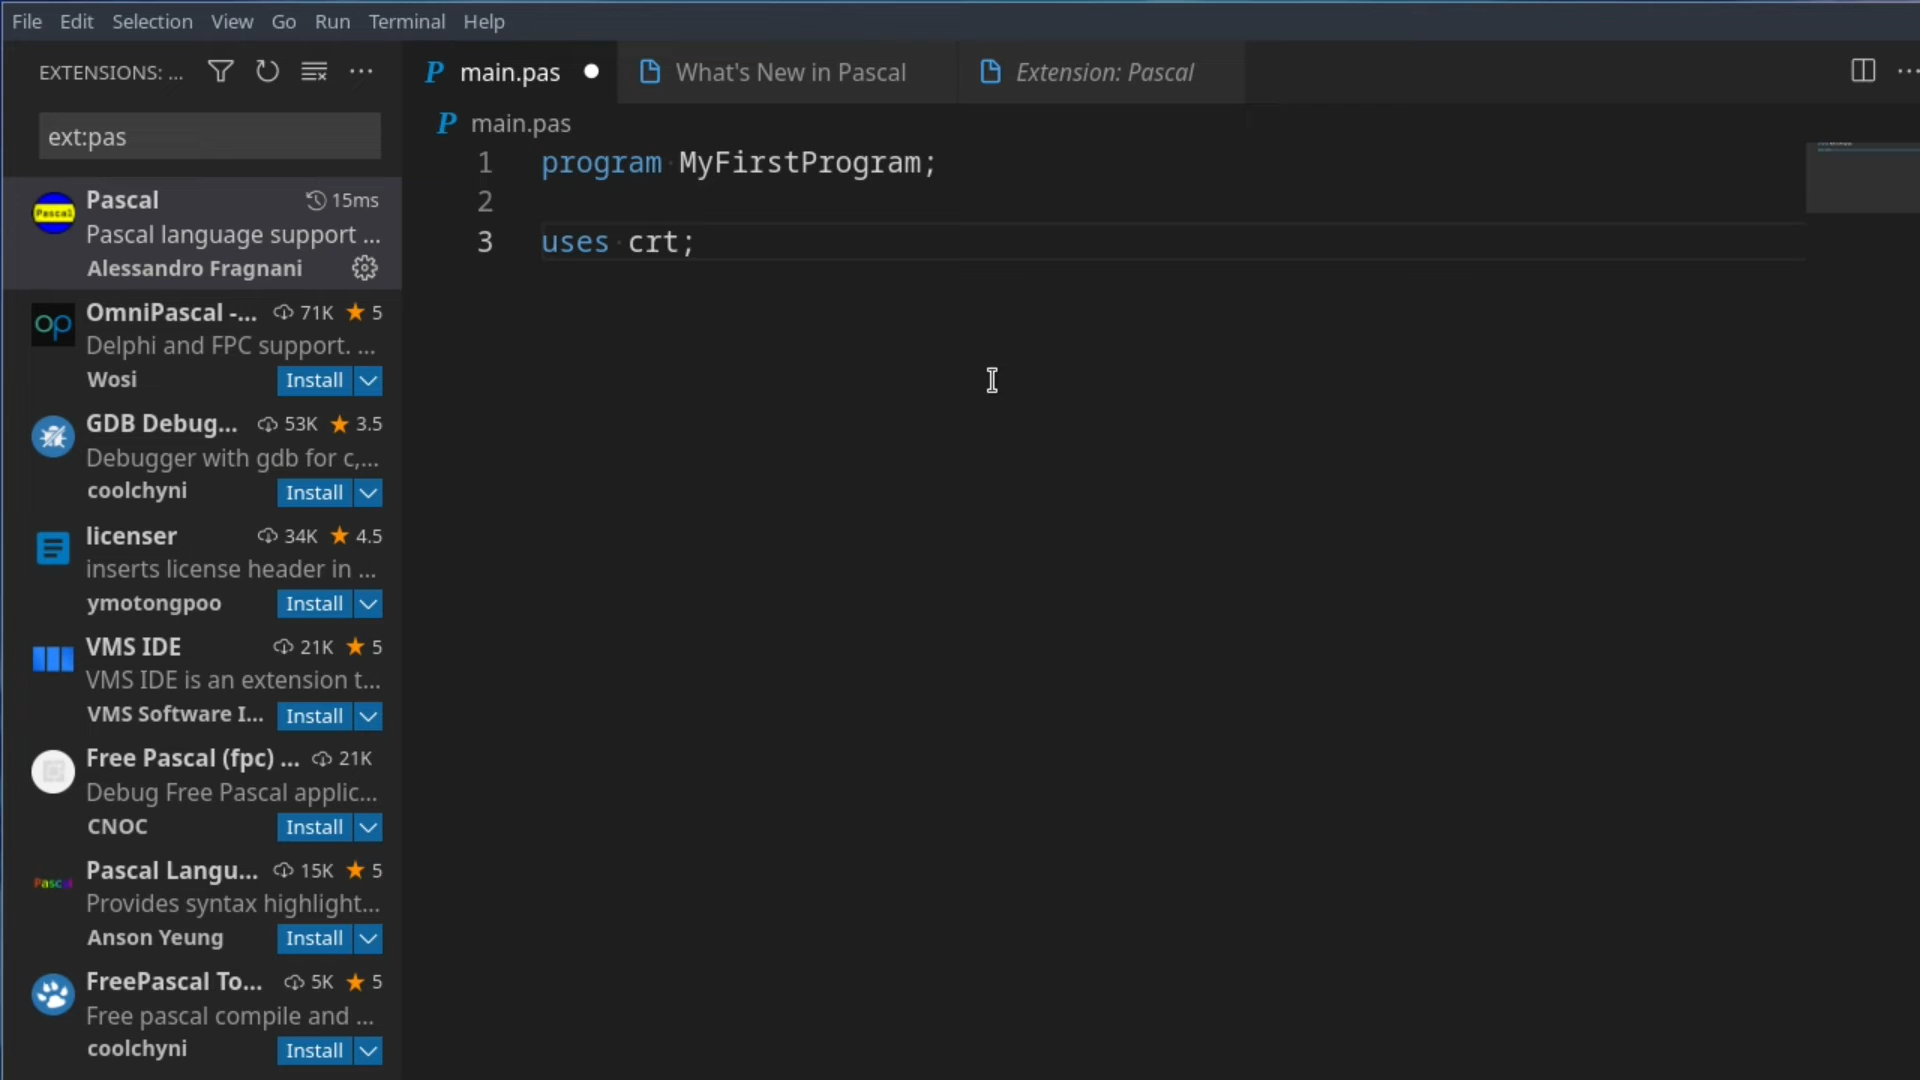 File Edit Selection View Go Run Terminal Help
EXTENSIONS: ...
main.pas
What's New in Pascal
Extension: Pascal
ext:pas
Pascal 15ms
Pascal language support ...
Alessandro Fragnani
OmniPascal -... 71K 5
Delphi and FPC support. ...
Wosi Install
GDB Debug... 53K 3.5
Debugger with gdb for c,...
coolchyni Install
licenser 34K 4.5
inserts license header in ...
ymotongpoo Install
VMS IDE 21K 5
VMS IDE is an extension t...
VMS Software I... Install
Free Pascal (fpc) ... 21K
Debug Free Pascal applic...
CNOC Install
Pascal Langu... 15K 5
Provides syntax highlight...
Anson Yeung Install
FreePascal To... 5K 5
Free pascal compile and ...
coolchyni Install
main.pas
1 program MyFirstProgram;
2
3 uses crt;